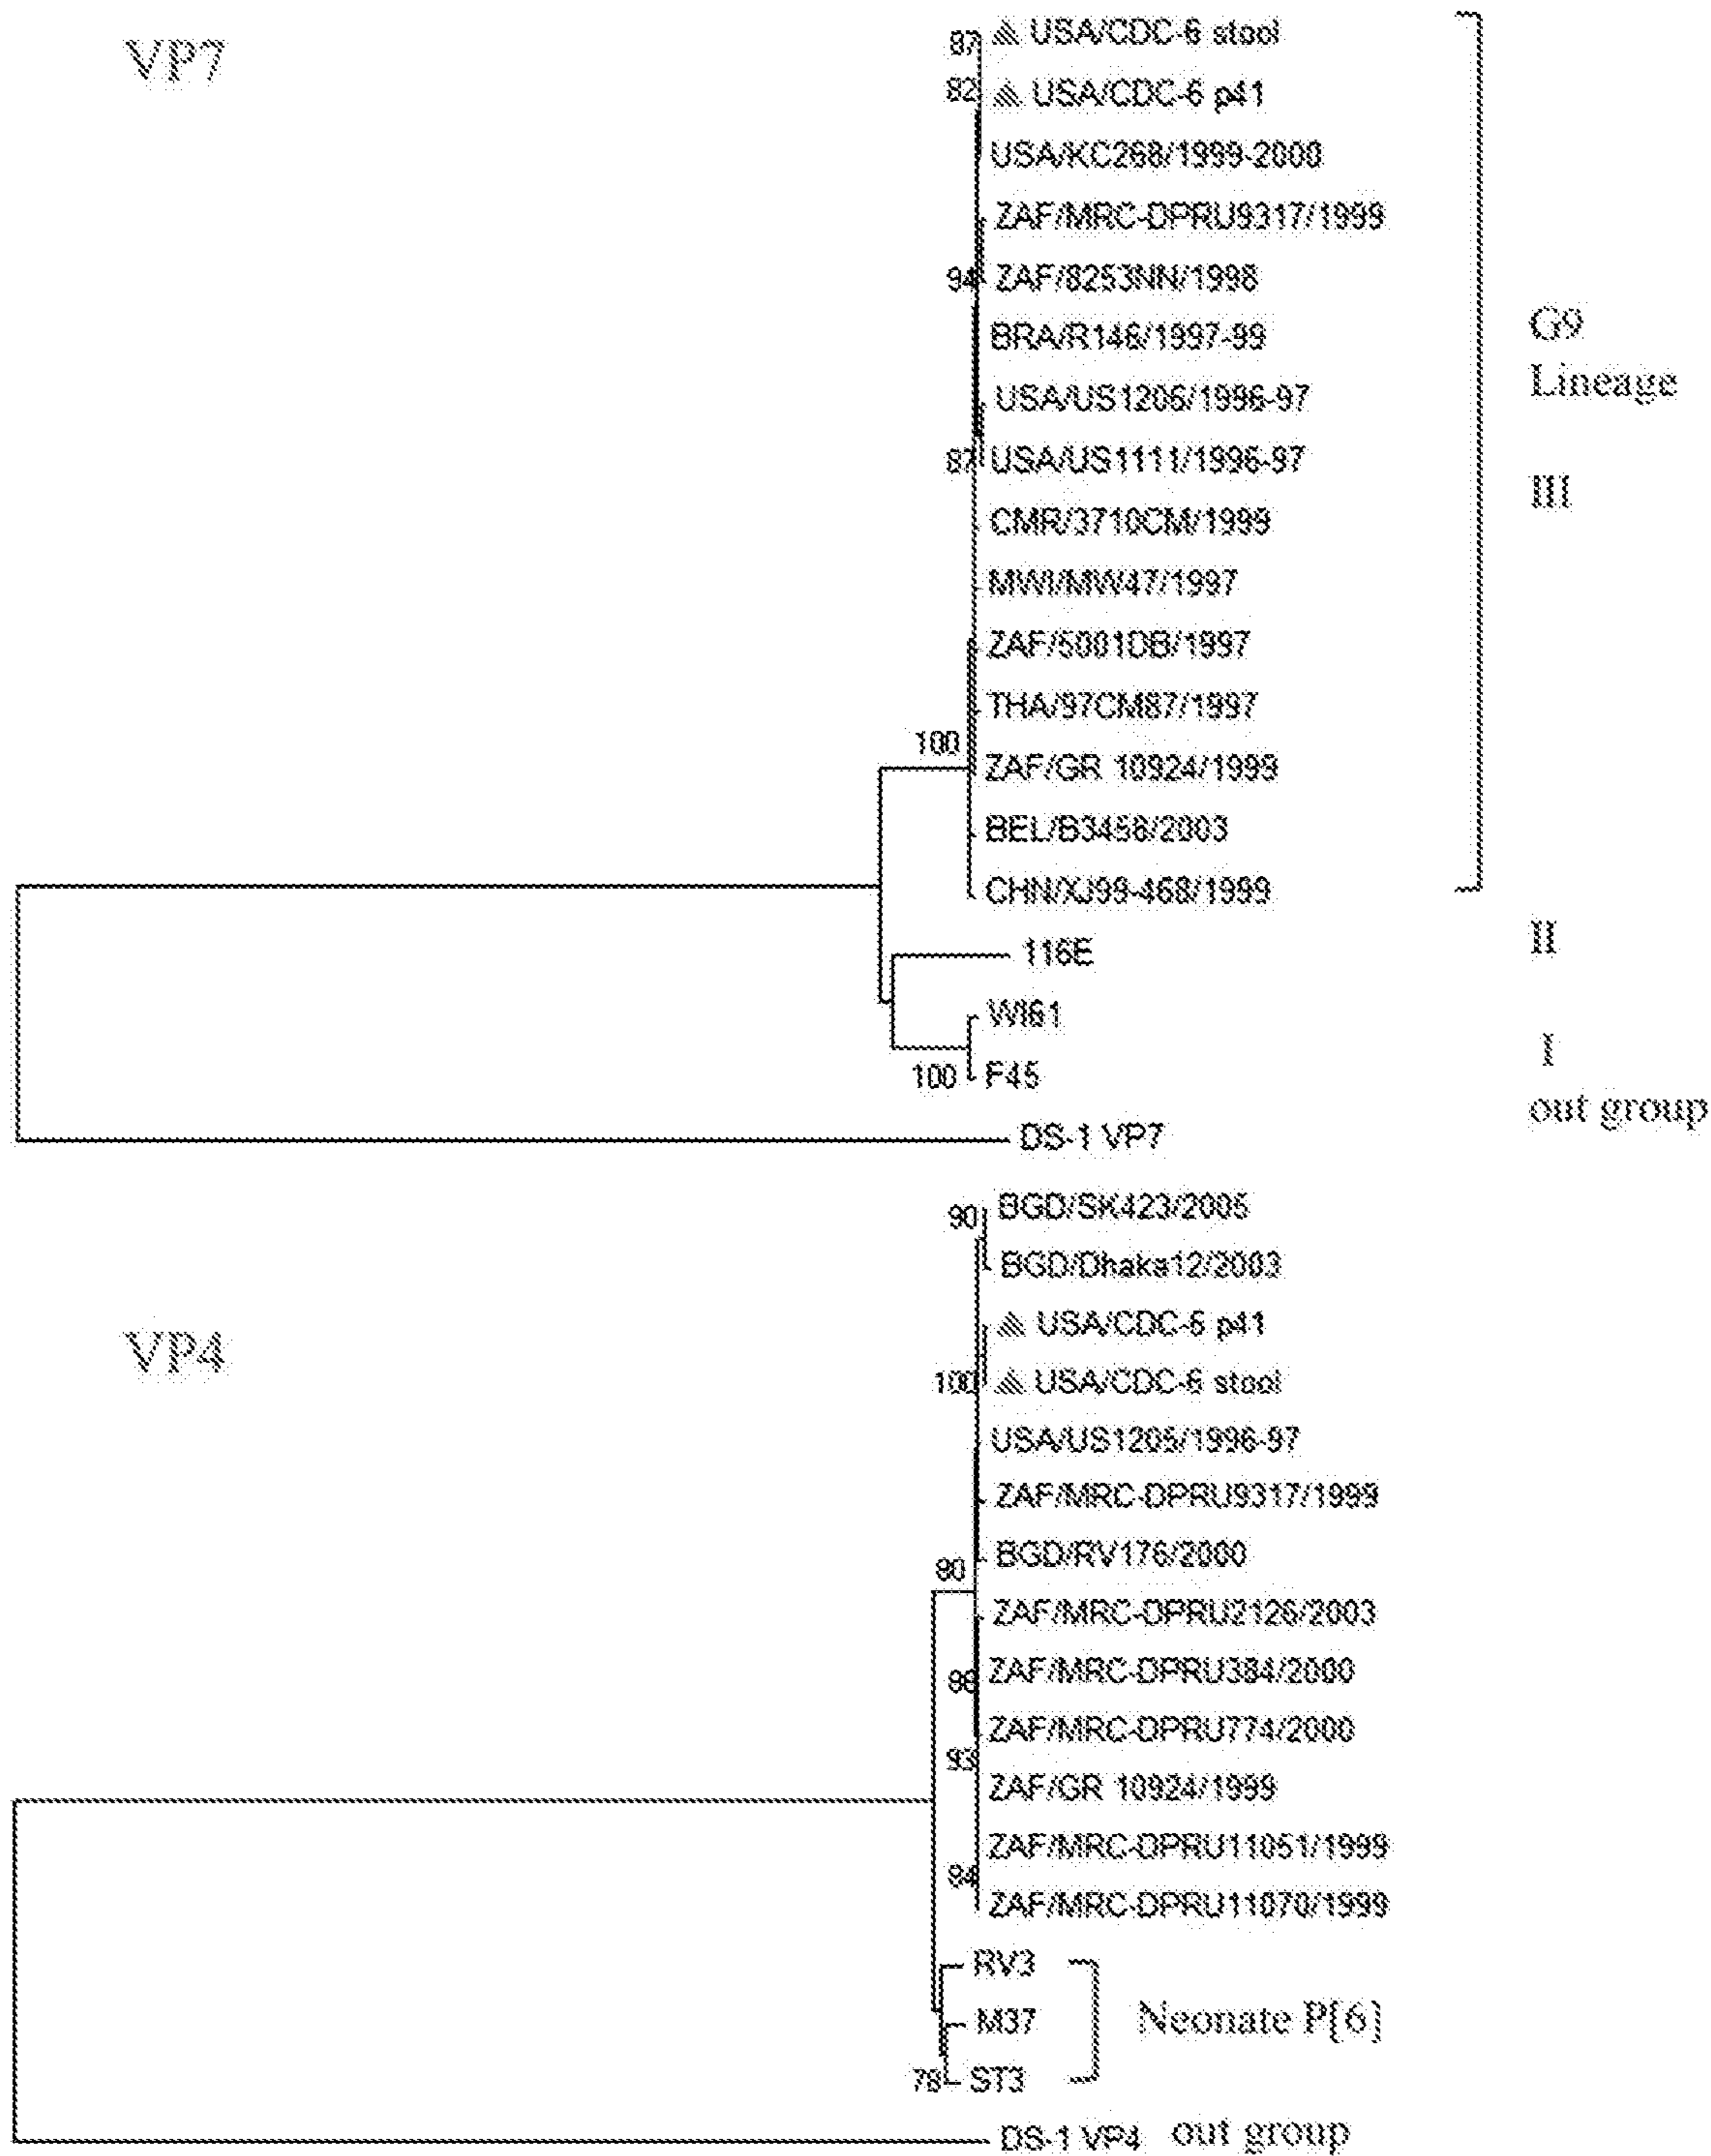 VP7
97 USA/CDC-6 stool
82 USA/CDC-6 p41
USA/KC268/1999-2000
ZAF/MRC-DPRU9317/1999
94 ZAF/8253NN/1998
BRA/R146/1997-99
USA/US1206/1996-97
87 USA/US1111/1996-97
CMR/3710CM/1999
MWI/MW47/1997
ZAF/5001DB/1997
THA/97CM87/1997
100 ZAF/GR 10924/1999
BEL/B3458/2003
CHN/XJ99-468/1999
G9
Lineage
III
116E
II
WI61
I
100 F45
out group
DS-1 VP7
VP4
90 BGD/SK423/2005
BGD/Dhaka12/2003
USA/CDC-6 p41
100 USA/CDC-6 stool
USA/US1205/1996-97
ZAF/MRC-DPRU9317/1999
80 BGD/RV176/2000
ZAF/MRC-DPRU2126/2003
ZAF/MRC-DPRU384/2000
ZAF/MRC-DPRU774/2000
93 ZAF/GR 10924/1999
ZAF/MRC-DPRU11051/1999
94 ZAF/MRC-DPRU11070/1999
RV3
M37
78 ST3
Neonate P[6]
DS-1 VP4 out group